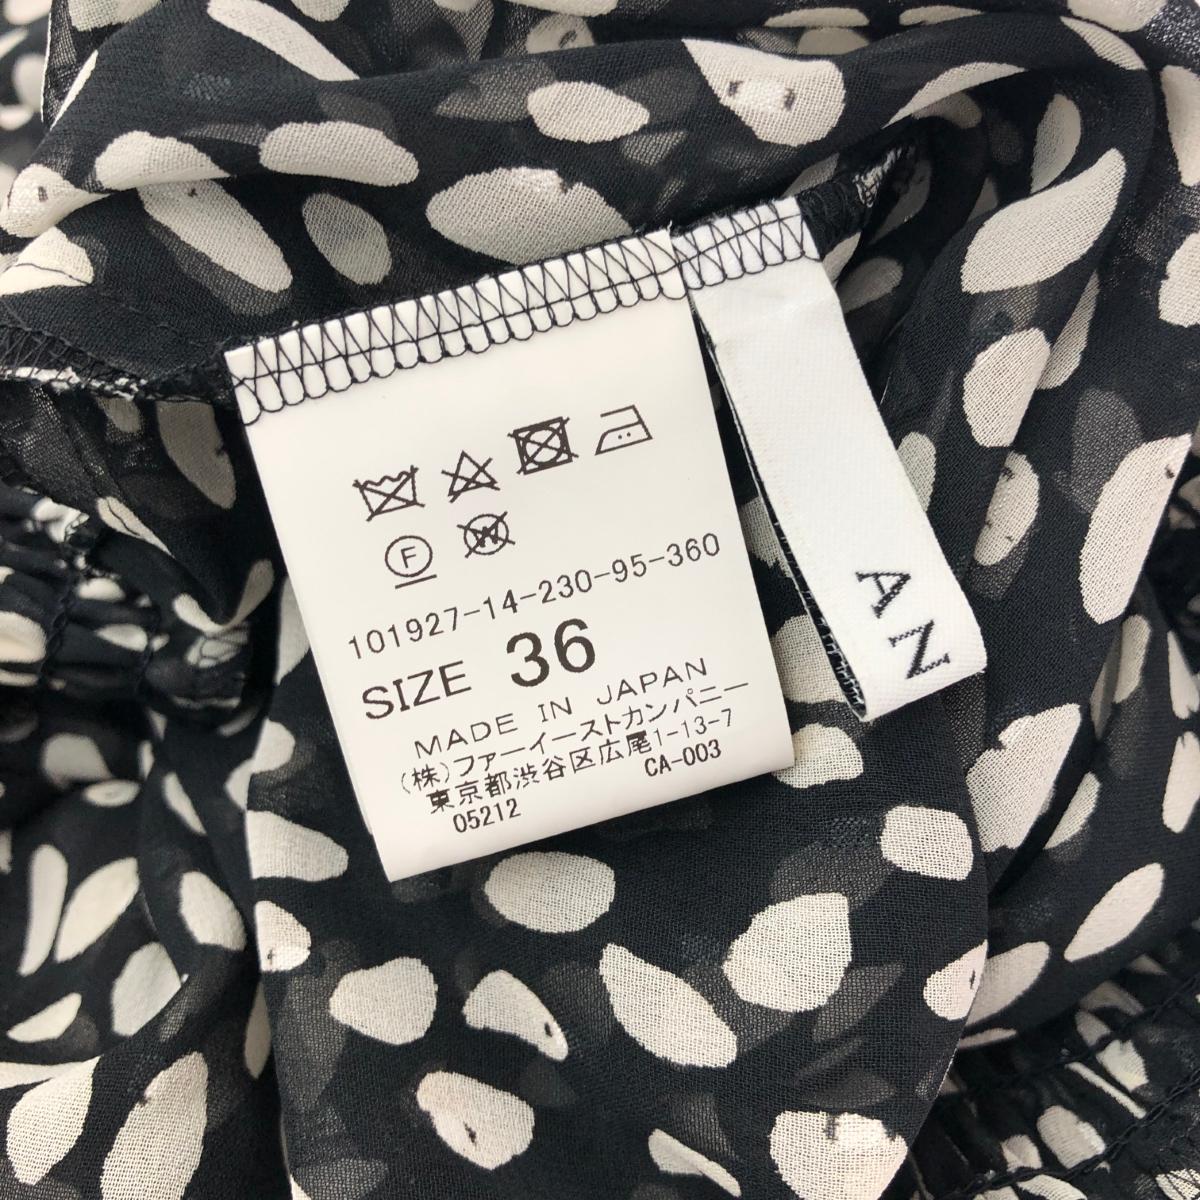 F
W
101927-14-230-95-360
SIZE 36
MADE IN JAPAN
(株)ファーイーストカンパニー
東京都渋谷区広尾1-13-7
05212 CA-003
AN